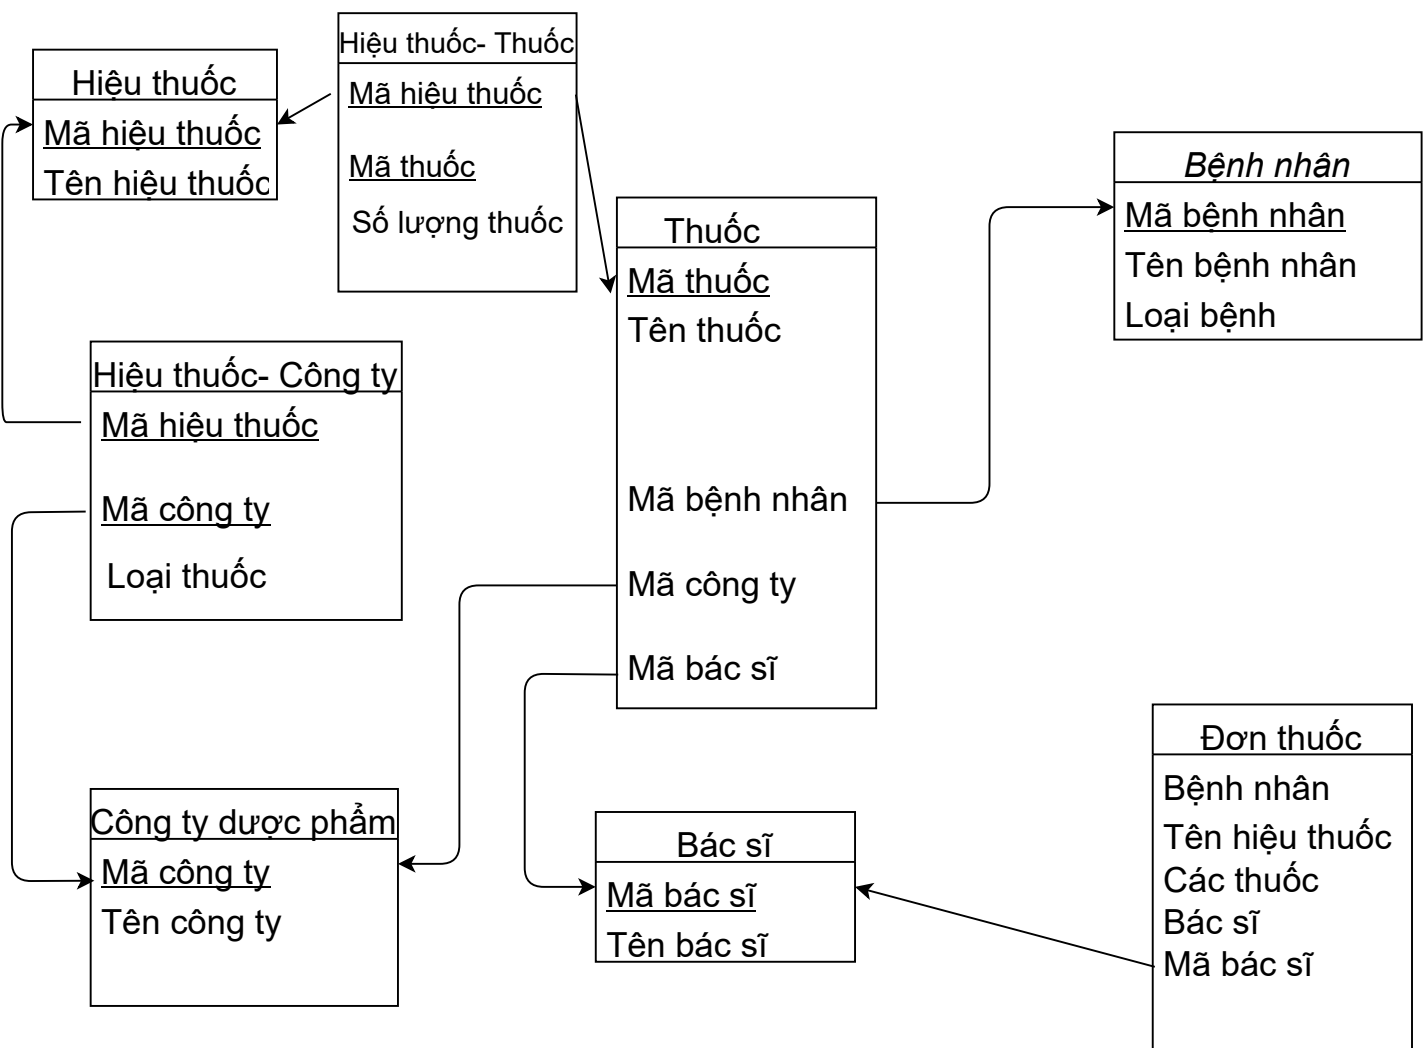 Hiệu thuốc
Mã hiệu thuốc
Tên hiệu thuốc
Hiệu thuốc- Thuốc
Mã hiệu thuốc
Mã thuốc
Số lượng thuốc
Thuốc
Mã thuốc
Tên thuốc
Mã bệnh nhân
Mã công ty
Mã bác sĩ
Bệnh nhân
Mã bệnh nhân
Tên bệnh nhân
Loại bệnh
Hiệu thuốc- Công ty
Mã hiệu thuốc
Mã công ty
Loại thuốc
Công ty dược phẩm
Mã công ty
Tên công ty
Bác sĩ
Mã bác sĩ
Tên bác sĩ
Đơn thuốc
Bệnh nhân
Tên hiệu thuốc
Các thuốc
Bác sĩ
Mã bác sĩ